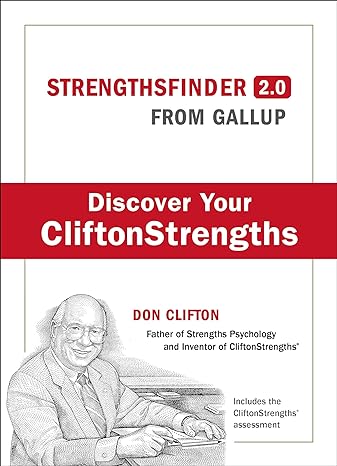 STRENGTHSFINDER 2.0
FROM GALLUP
Discover Your
CliftonStrengths
DON CLIFTON
Father of Strengths Psychology
and Inventor of CliftonStrengths®
Includes the
CliftonStrengths®
assessment